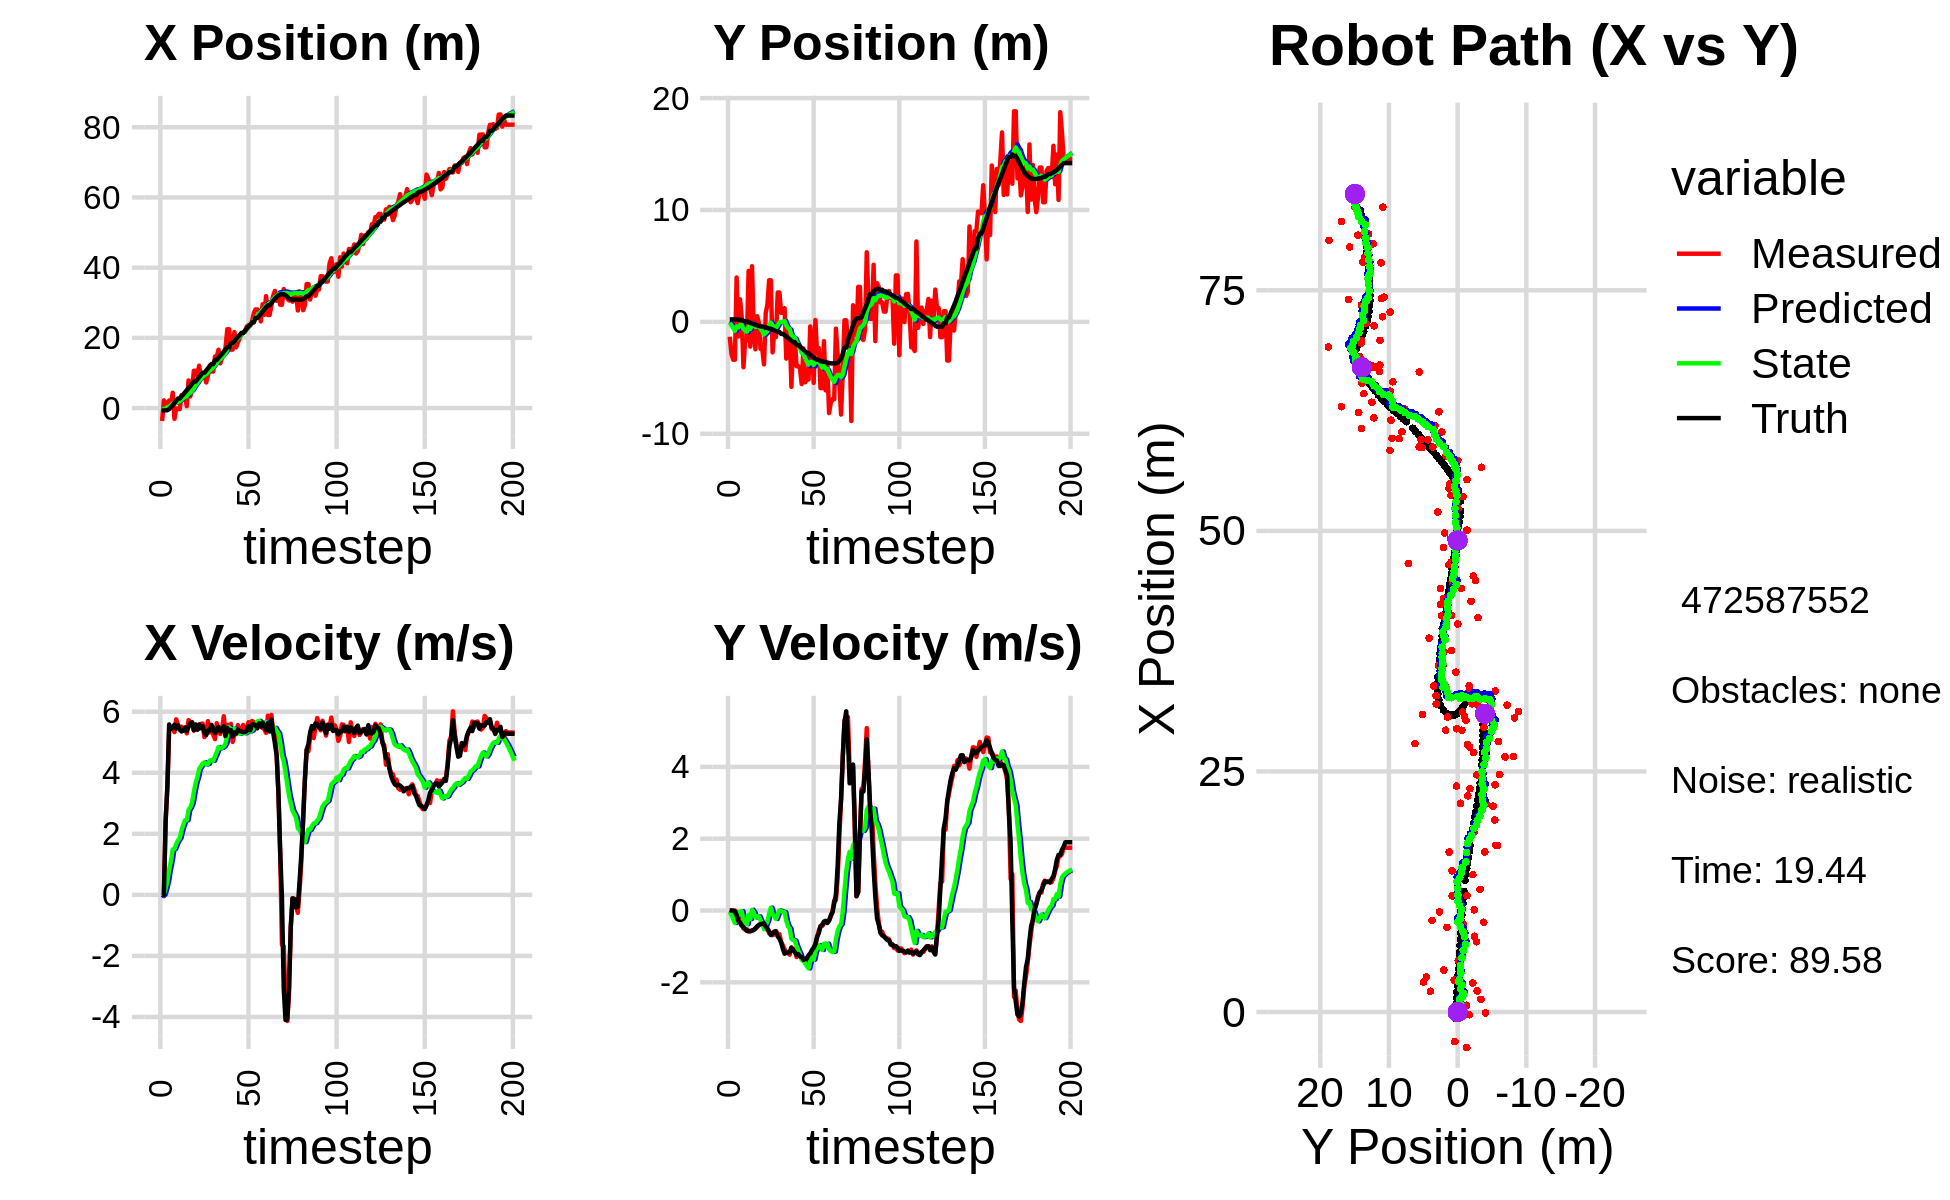 X Position (m)
80
60
40
20
0
0
50
100
150
200
timestep
Y Position (m)
20
10
0
-10
0
50
100
150
200
timestep
X Velocity (m/s)
6
4
2
0
-2
-4
0
50
100
150
200
timestep
Y Velocity (m/s)
4
2
0
-2
0
50
100
150
200
timestep
Robot Path (X vs Y)
X Position (m)
75
50
25
0
20 10 0 -10 -20
Y Position (m)
variable
Measured
Predicted
State
Truth
472587552
Obstacles: none
Noise: realistic
Time: 19.44
Score: 89.58